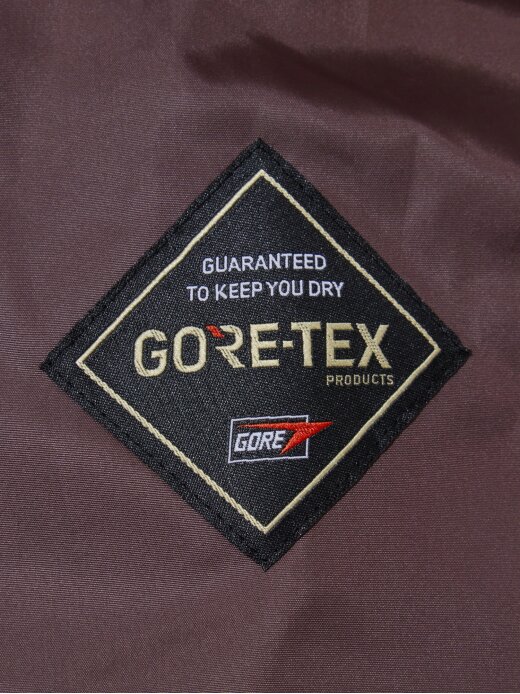 GUARANTEED
TO KEEP YOU DRY
GORE-TEX
PRODUCTS
GORE